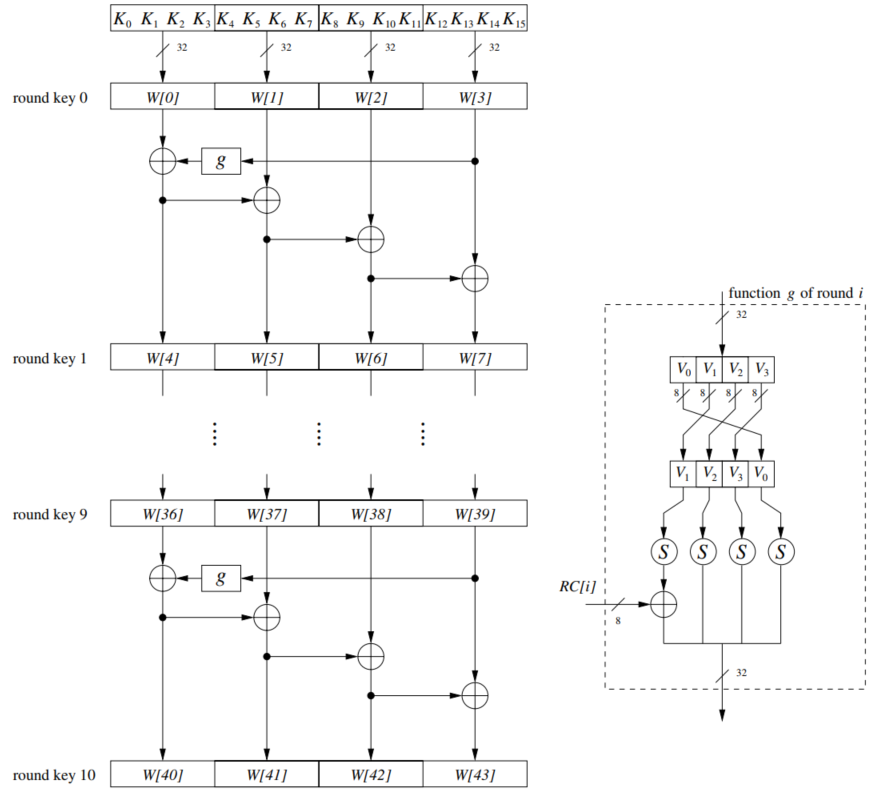 K0 K1 K2 K3 K4 K5 K6 K7 K8 K9 K10 K11 K12 K13 K14 K15
32 32 32 32
round key 0 W[0] W[1] W[2] W[3]
g
round key 1 W[4] W[5] W[6] W[7]
round key 9 W[36] W[37] W[38] W[39]
g
round key 10 W[40] W[41] W[42] W[43]
function g of round i
32
V0 V1 V2 V3
8 8 8 8
V1 V2 V3 V0
S S S S
RC[i]
8
32